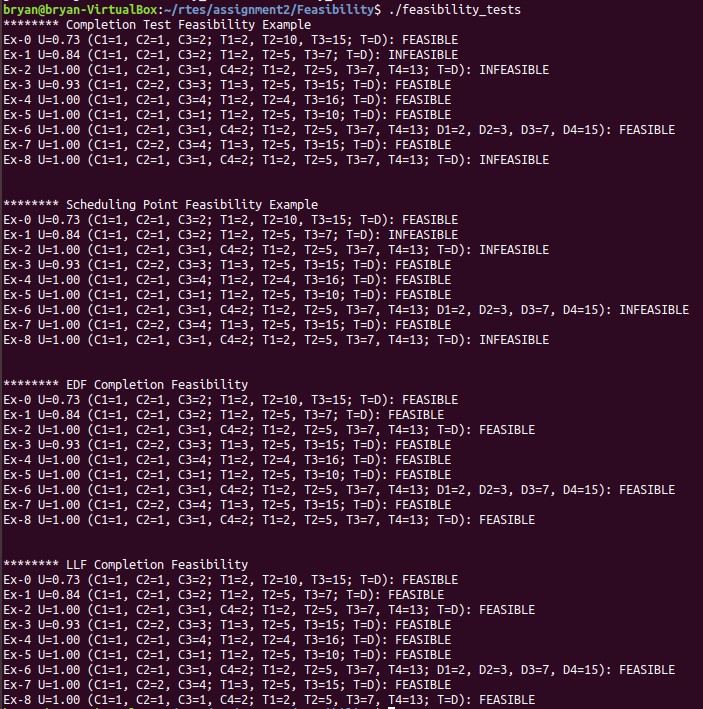 bryan@bryan-VirtualBox:~/rtes/assignment2/Feasibility$ ./feasibility_tests
******** Completion Test Feasibility Example
Ex-0 U=0.73 (C1=1, C2=1, C3=2; T1=2, T2=10, T3=15; T=D): FEASIBLE
Ex-1 U=0.84 (C1=1, C2=1, C3=2; T1=2, T2=5, T3=7; T=D): INFEASIBLE
Ex-2 U=1.00 (C1=1, C2=1, C3=1, C4=2; T1=2, T2=5, T3=7, T4=13; T=D): INFEASIBLE
Ex-3 U=0.93 (C1=1, C2=2, C3=3; T1=3, T2=5, T3=15; T=D): FEASIBLE
Ex-4 U=1.00 (C1=1, C2=1, C3=4; T1=2, T2=4, T3=16; T=D): FEASIBLE
Ex-5 U=1.00 (C1=1, C2=2, C3=1; T1=2, T2=5, T3=10; T=D): FEASIBLE
Ex-6 U=1.00 (C1=1, C2=1, C3=1, C4=2; T1=2, T2=5, T3=7, T4=13; D1=2, D2=3, D3=7, D4=15): FEASIBLE
Ex-7 U=1.00 (C1=1, C2=2, C3=4; T1=3, T2=5, T3=15; T=D): FEASIBLE
Ex-8 U=1.00 (C1=1, C2=1, C3=1, C4=2; T1=2, T2=5, T3=7, T4=13; T=D): INFEASIBLE
******** Scheduling Point Feasibility Example
Ex-0 U=0.73 (C1=1, C2=1, C3=2; T1=2, T2=10, T3=15; T=D): FEASIBLE
Ex-1 U=0.84 (C1=1, C2=1, C3=2; T1=2, T2=5, T3=7; T=D): INFEASIBLE
Ex-2 U=1.00 (C1=1, C2=1, C3=1, C4=2; T1=2, T2=5, T3=7, T4=13; T=D): INFEASIBLE
Ex-3 U=0.93 (C1=1, C2=2, C3=3; T1=3, T2=5, T3=15; T=D): FEASIBLE
Ex-4 U=1.00 (C1=1, C2=1, C3=4; T1=2, T2=4, T3=16; T=D): FEASIBLE
Ex-5 U=1.00 (C1=1, C2=2, C3=1; T1=2, T2=5, T3=10; T=D): FEASIBLE
Ex-6 U=1.00 (C1=1, C2=1, C3=1, C4=2; T1=2, T2=5, T3=7, T4=13; D1=2, D2=3, D3=7, D4=15): INFEASIBLE
Ex-7 U=1.00 (C1=1, C2=2, C3=4; T1=3, T2=5, T3=15; T=D): FEASIBLE
Ex-8 U=1.00 (C1=1, C2=1, C3=1, C4=2; T1=2, T2=5, T3=7, T4=13; T=D): INFEASIBLE
******** EDF Completion Feasibility
Ex-0 U=0.73 (C1=1, C2=1, C3=2; T1=2, T2=10, T3=15; T=D): FEASIBLE
Ex-1 U=0.84 (C1=1, C2=1, C3=2; T1=2, T2=5, T3=7; T=D): FEASIBLE
Ex-2 U=1.00 (C1=1, C2=1, C3=1, C4=2; T1=2, T2=5, T3=7, T4=13; T=D): FEASIBLE
Ex-3 U=0.93 (C1=1, C2=2, C3=3; T1=3, T2=5, T3=15; T=D): FEASIBLE
Ex-4 U=1.00 (C1=1, C2=1, C3=4; T1=2, T2=4, T3=16; T=D): FEASIBLE
Ex-5 U=1.00 (C1=1, C2=2, C3=1; T1=2, T2=5, T3=10; T=D): FEASIBLE
Ex-6 U=1.00 (C1=1, C2=1, C3=1, C4=2; T1=2, T2=5, T3=7, T4=13; D1=2, D2=3, D3=7, D4=15): FEASIBLE
Ex-7 U=1.00 (C1=1, C2=2, C3=4; T1=3, T2=5, T3=15; T=D): FEASIBLE
Ex-8 U=1.00 (C1=1, C2=1, C3=1, C4=2; T1=2, T2=5, T3=7, T4=13; T=D): FEASIBLE
******** LLF Completion Feasibility
Ex-0 U=0.73 (C1=1, C2=1, C3=2; T1=2, T2=10, T3=15; T=D): FEASIBLE
Ex-1 U=0.84 (C1=1, C2=1, C3=2; T1=2, T2=5, T3=7; T=D): FEASIBLE
Ex-2 U=1.00 (C1=1, C2=1, C3=1, C4=2; T1=2, T2=5, T3=7, T4=13; T=D): FEASIBLE
Ex-3 U=0.93 (C1=1, C2=2, C3=3; T1=3, T2=5, T3=15; T=D): FEASIBLE
Ex-4 U=1.00 (C1=1, C2=1, C3=4; T1=2, T2=4, T3=16; T=D): FEASIBLE
Ex-5 U=1.00 (C1=1, C2=2, C3=1; T1=2, T2=5, T3=10; T=D): FEASIBLE
Ex-6 U=1.00 (C1=1, C2=1, C3=1, C4=2; T1=2, T2=5, T3=7, T4=13; D1=2, D2=3, D3=7, D4=15): FEASIBLE
Ex-7 U=1.00 (C1=1, C2=2, C3=4; T1=3, T2=5, T3=15; T=D): FEASIBLE
Ex-8 U=1.00 (C1=1, C2=1, C3=1, C4=2; T1=2, T2=5, T3=7, T4=13; T=D): FEASIBLE